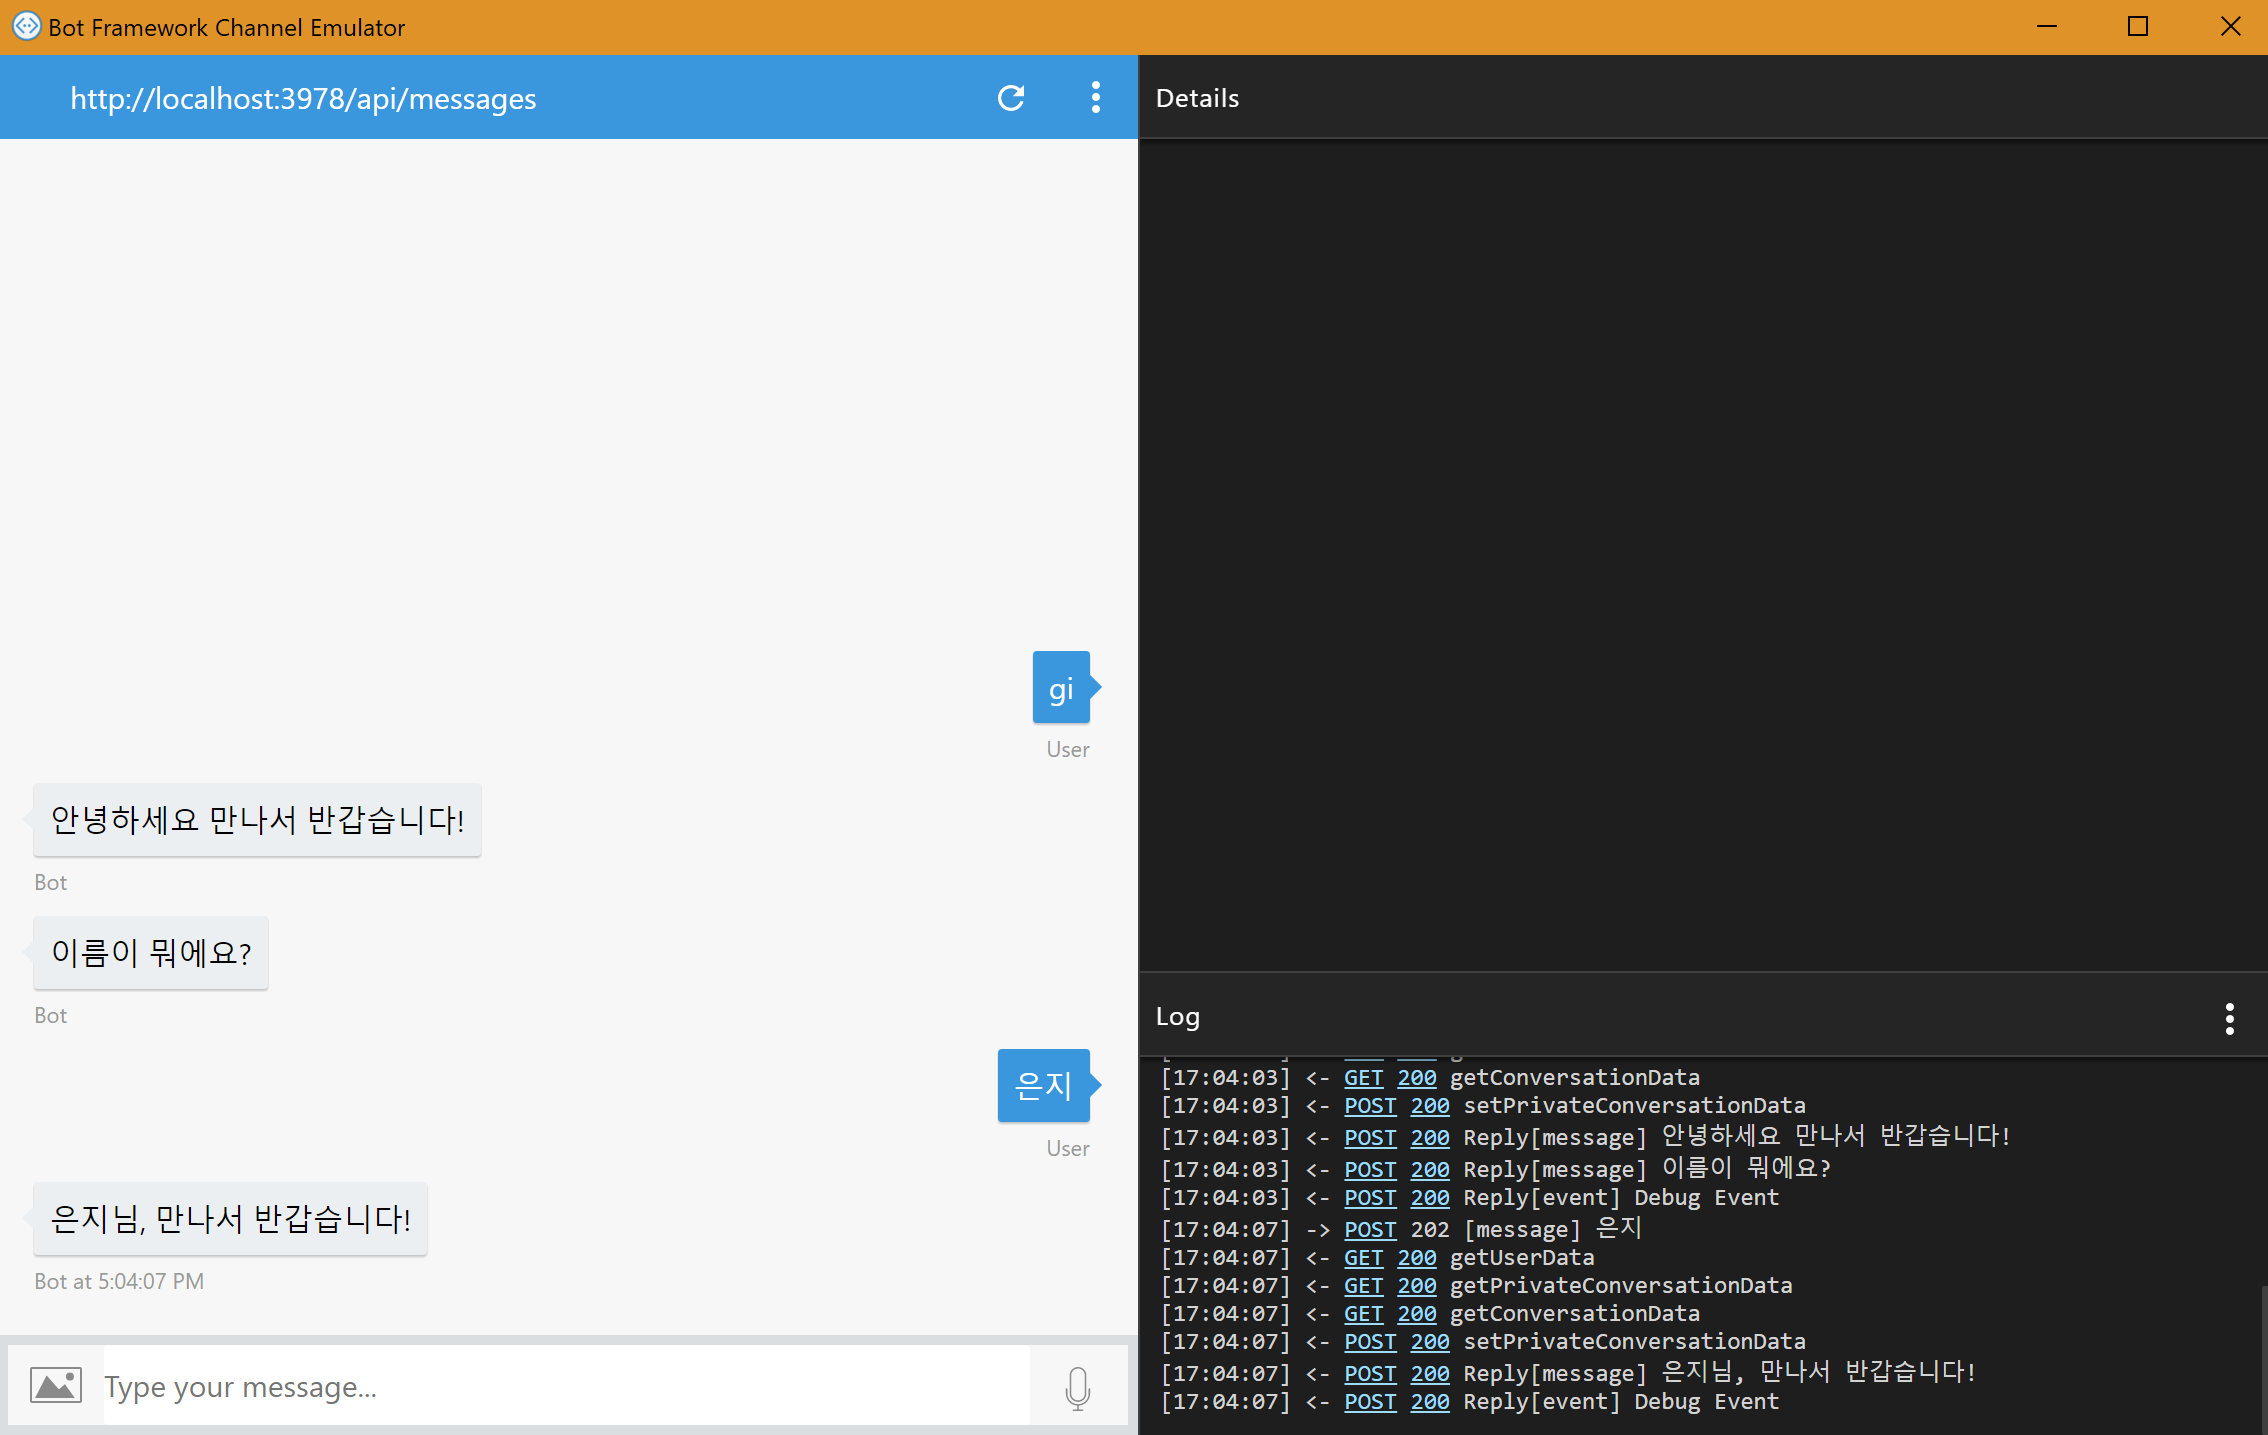 Bot Framework Channel Emulator
http://localhost:3978/api/messages
gi
User
안녕하세요 만나서 반갑습니다!
Bot
이름이 뭐에요?
Bot
은지
User
은지님, 만나서 반갑습니다!
Bot at 5:04:07 PM
Type your message...
Details
Log
[17:04:03] <- GET 200 getConversationData
[17:04:03] <- POST 200 setPrivateConversationData
[17:04:03] <- POST 200 Reply[message] 안녕하세요 만나서 반갑습니다!
[17:04:03] <- POST 200 Reply[message] 이름이 뭐에요?
[17:04:03] <- POST 200 Reply[event] Debug Event
[17:04:07] -> POST 202 [message] 은지
[17:04:07] <- GET 200 getUserData
[17:04:07] <- GET 200 getPrivateConversationData
[17:04:07] <- GET 200 getConversationData
[17:04:07] <- POST 200 setPrivateConversationData
[17:04:07] <- POST 200 Reply[message] 은지님, 만나서 반갑습니다!
[17:04:07] <- POST 200 Reply[event] Debug Event